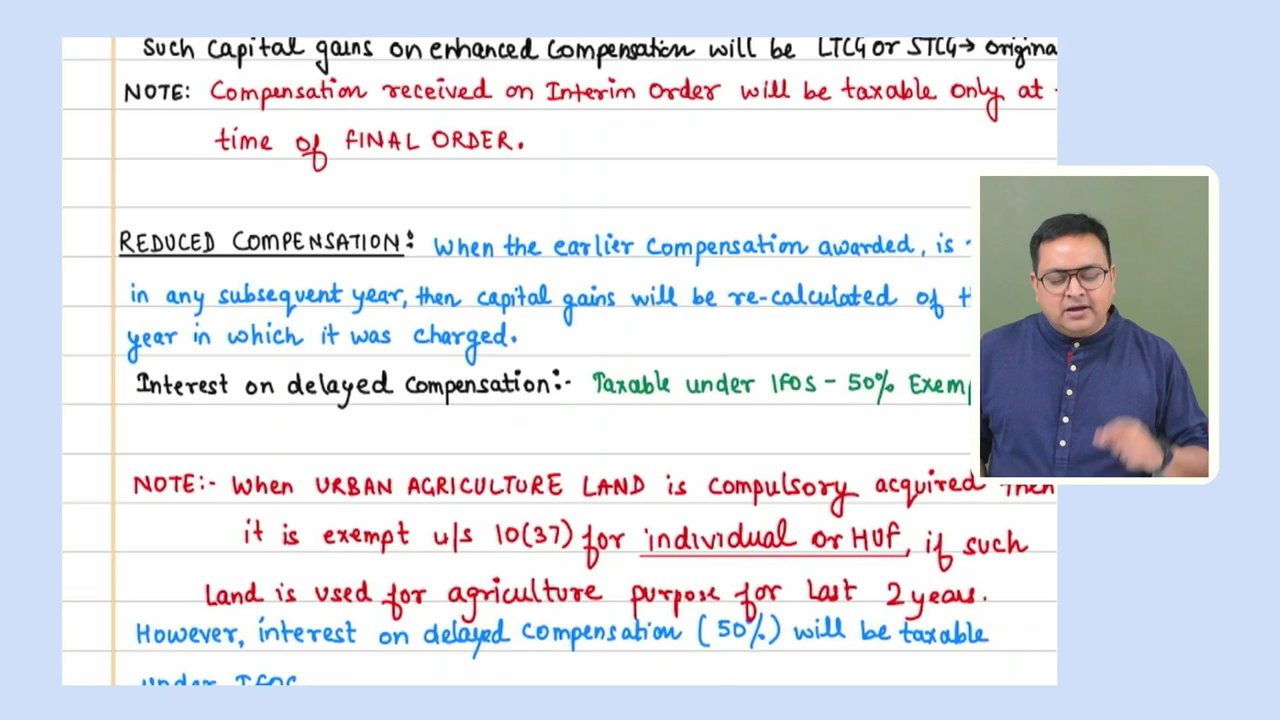 Such capital gains on enhanced compensation will be LTCG or STCG→ origina
NOTE: Compensation received on Interim Order will be taxable only at
time of FINAL ORDER.
REDUCED COMPENSATION: When the earlier compensation awarded, is
in any subsequent year, then capital gains will be re-calculated of
year in which it was charged.
Interest on delayed compensation:- Taxable under IFOS - 50% Exem
NOTE:- When URBAN AGRICULTURE LAND is compulsory acquired then
it is exempt u/s 10(37) for individual or HUF, if such
Land is used for agriculture purpose for last 2 years.
However, interest on delayed compensation (50%) will be taxable
under IFOS